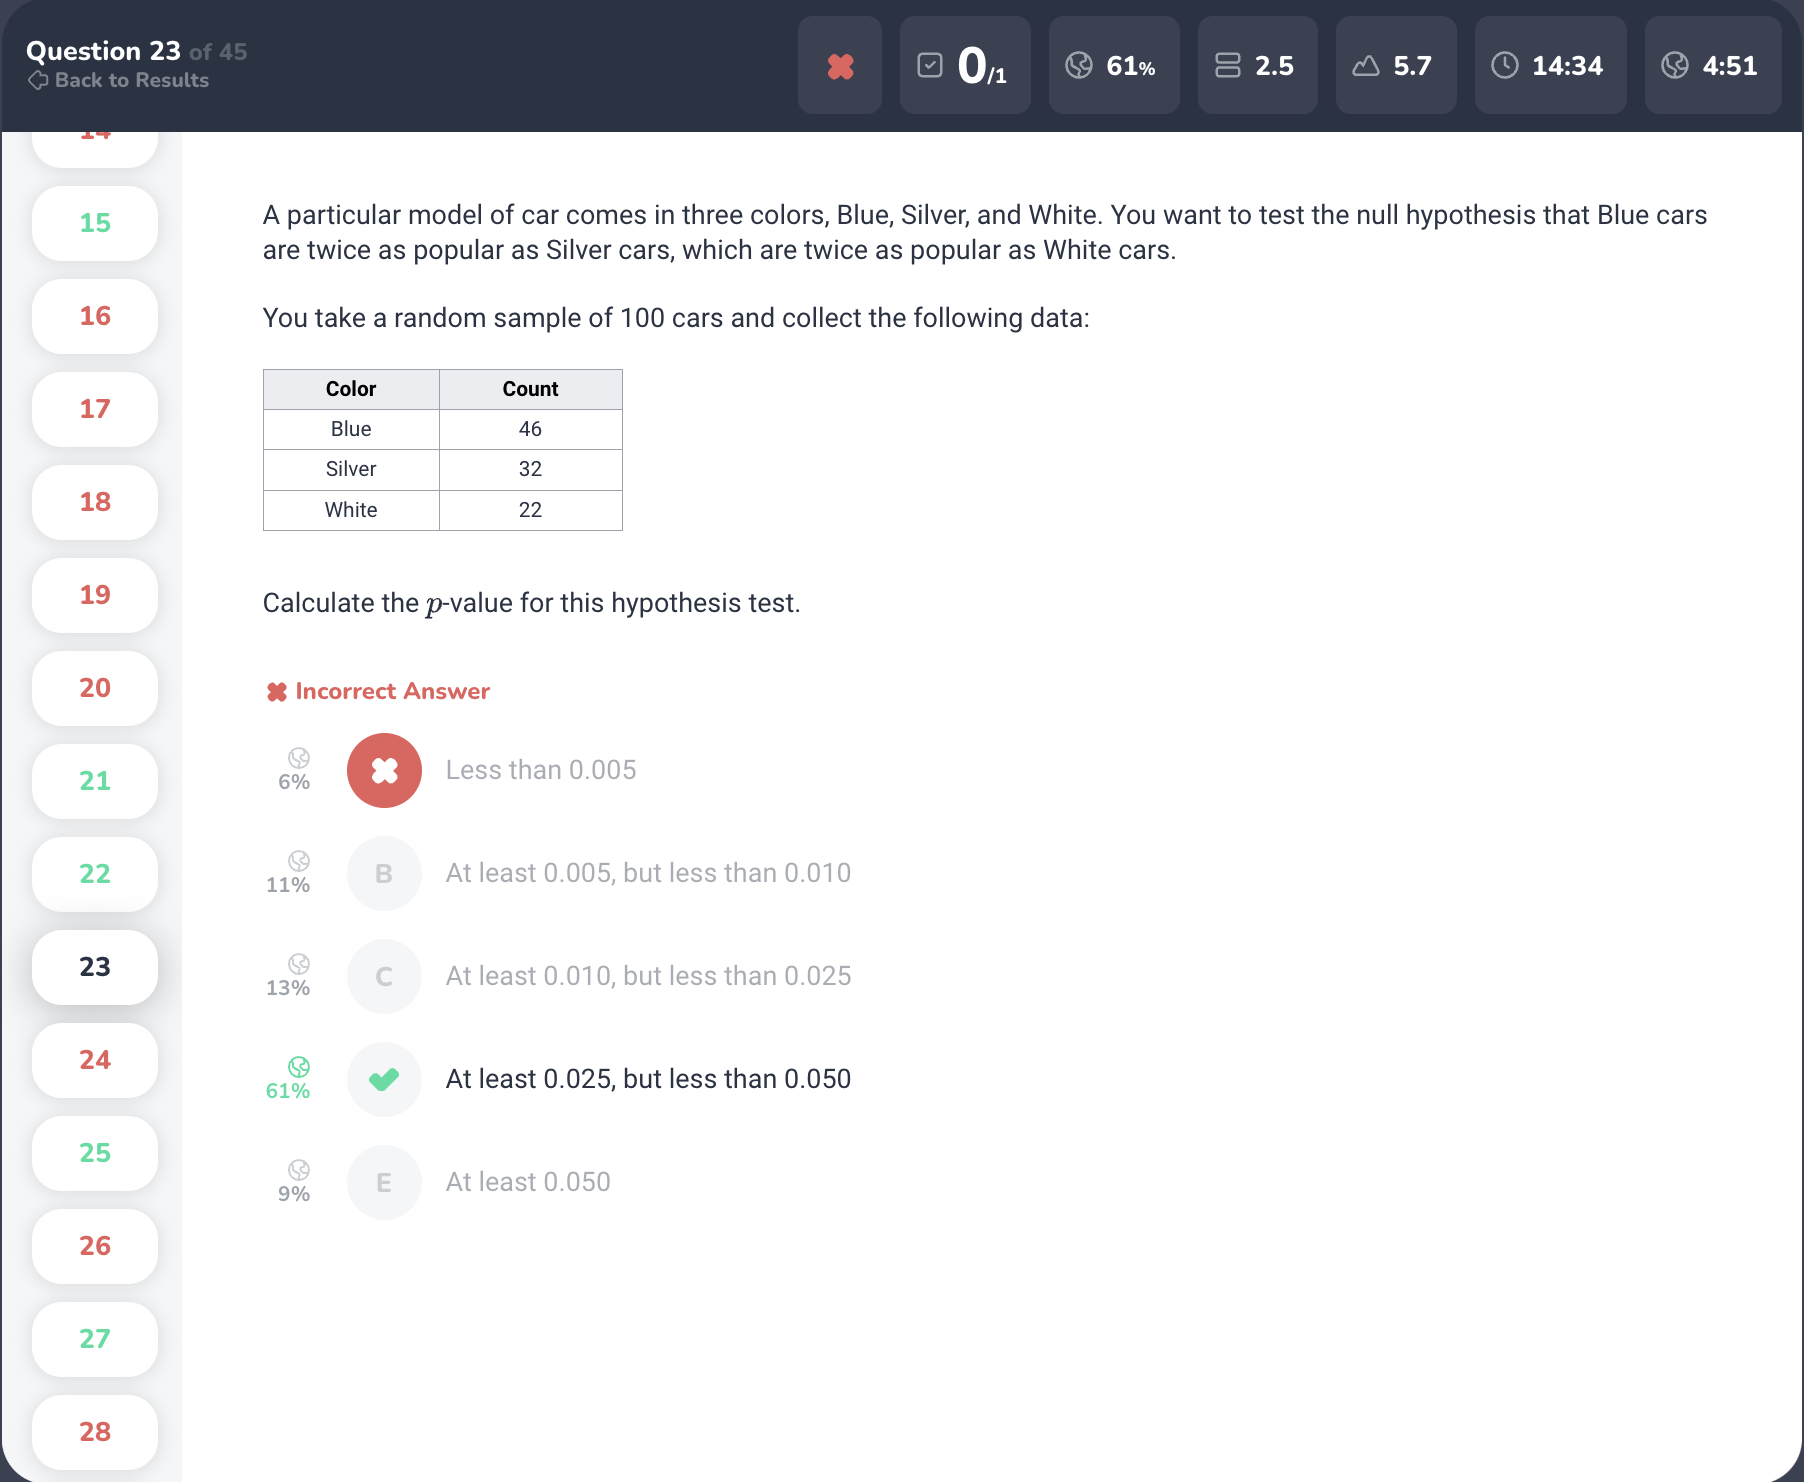 Question 23 of 45
Back to Results
0/1
61%
2.5
5.7
14:34
4:51
14
15
16
17
18
19
20
21
22
23
24
25
26
27
28
A particular model of car comes in three colors, Blue, Silver, and White. You want to test the null hypothesis that Blue cars
are twice as popular as Silver cars, which are twice as popular as White cars.
You take a random sample of 100 cars and collect the following data:
Color Count
Blue 46
Silver 32
White 22
Calculate the p-value for this hypothesis test.
Incorrect Answer
6% Less than 0.005
11% B At least 0.005, but less than 0.010
13% C At least 0.010, but less than 0.025
61% At least 0.025, but less than 0.050
9% E At least 0.050